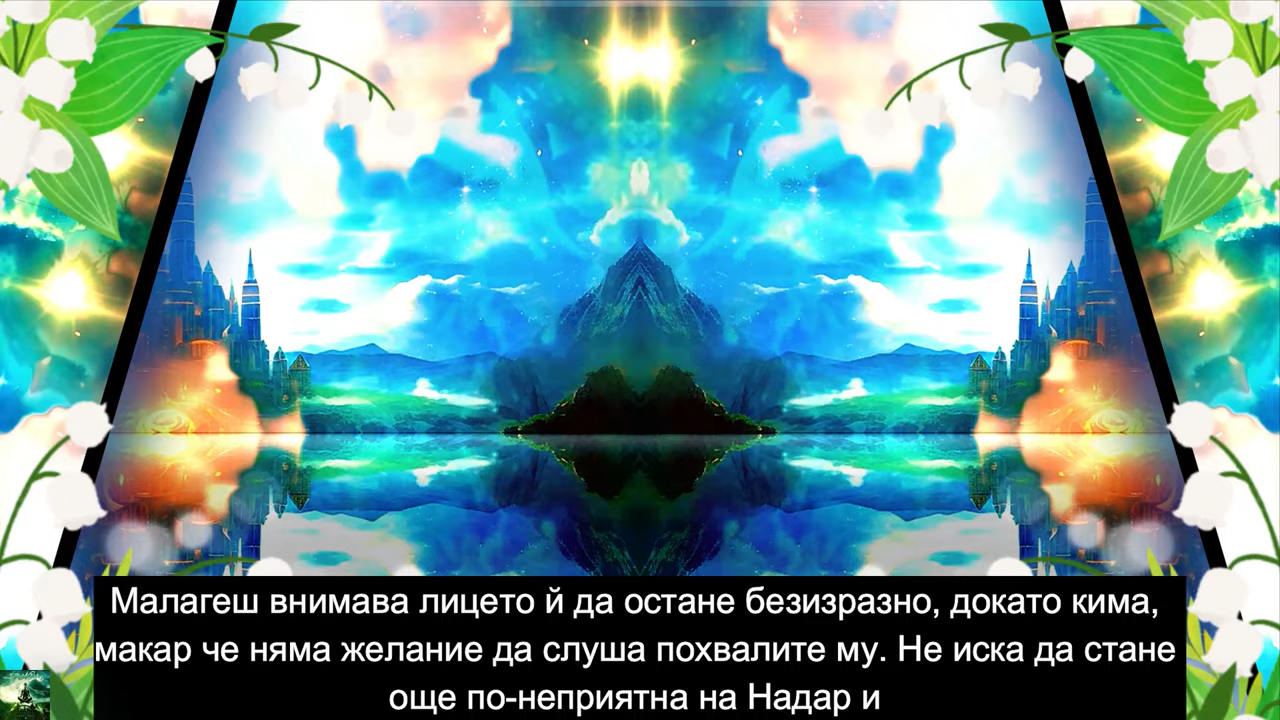 Малагеш внимава лицето ѝ да остане безизразно, докато кима,
макар че няма желание да слуша похвалите му. Не иска да стане
още по-неприятна на Надар и